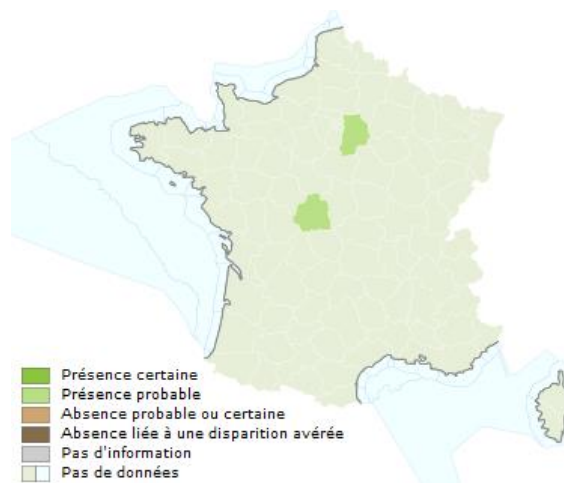 Présence certaine
Présence probable
Absence probable ou certaine
Absence liée à une disparition avérée
Pas d'information
Pas de données